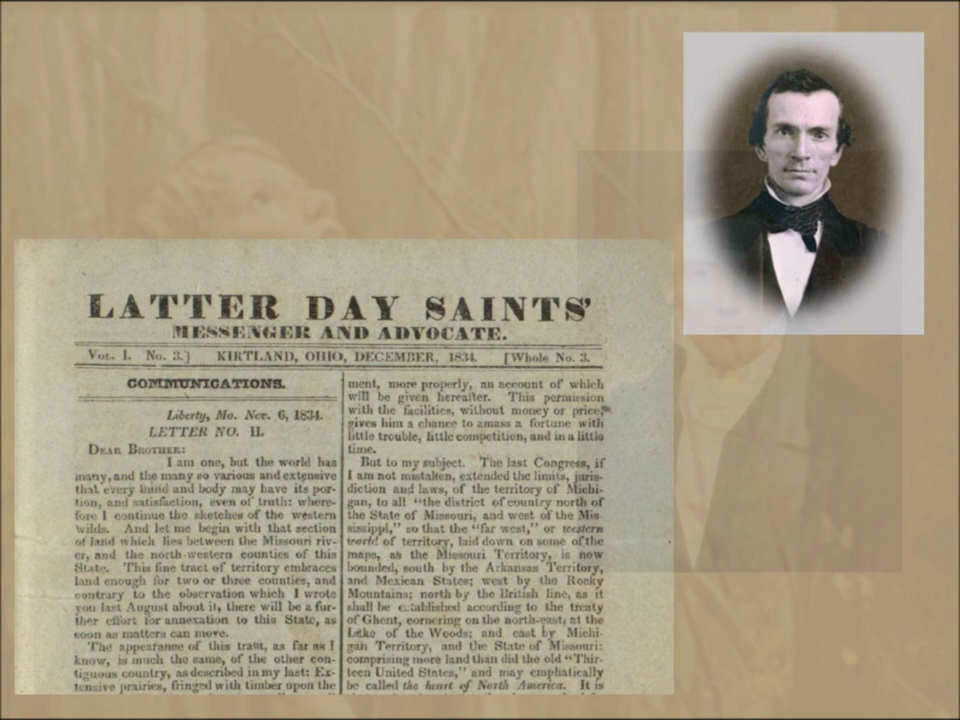 LATTER DAY SAINTS'
MESSENGER AND ADVOCATE.
Vol. I. No. 3.] KIRTLAND, OHIO, DECEMBER, 1834. [Whole No. 3.
COMMUNICATIONS.
Liberty, Mo. Nov. 6, 1834.
LETTER NO. II.
Dear Brother:
I am one, but the world has
many, and the many so various and extensive
that every mind and body may have its por-
tion, and satisfaction, even of truth: where-
fore I continue the sketches of the western
wilds. And let me begin with that section
of land which lies between the Missouri riv-
er, and the north-western counties of this
State. This fine tract of territory embraces
land enough for two or three counties, and
contrary to the observation which I wrote
you last August about it, there will be a fur-
ther effort for annexation to this State, as
soon as matters can move.
The appearance of this tract, as far as I
know, is much the same, of the other con-
tiguous country, as described in my last: Ex-
tensive prairies, fringed with timber upon the
ment, more properly, an account of which
will be given hereafter. This permission
with the facilities, without money or price,
gives him a chance to amass a fortune with
little trouble, little competition, and in a little
time.
But to my subject. The last Congress, if
I am not mistaken, extended the limits, juris-
diction and laws, of the territory of Michi-
gan, to all "the district of country north of
the State of Missouri, and west of the Mis-
sissippi," so that the "far west," or western
world of territory, laid down on some of the
maps, as the Missouri Territory, is now
bounded, south by the Arkansas Territory,
and Mexican States; west by the Rocky
Mountains; north by the British line, as it
shall be established according to the treaty
of Ghent, cornering on the north-east, at the
Lake of the Woods; and east by Michi-
gan Territory, and the State of Missouri:
comprising more land than did the old "Thir-
teen United States," and may emphatically
be called the heart of North America. It is